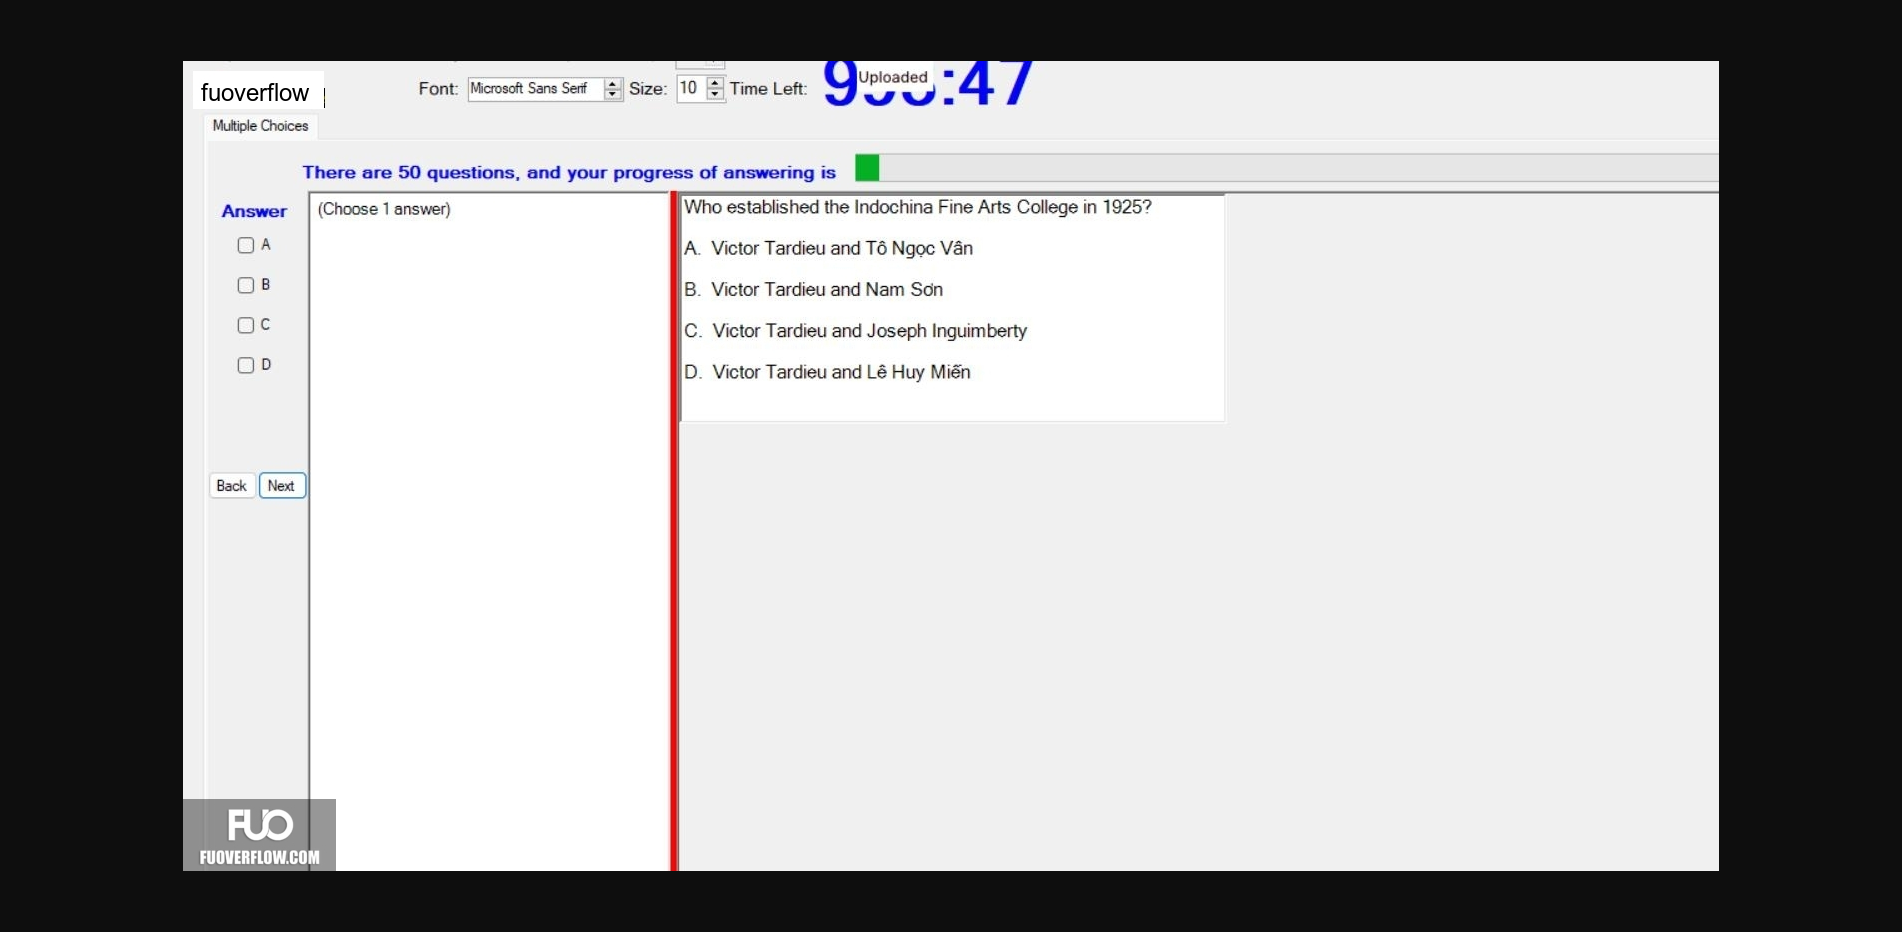 fuoverflow
Font: Microsoft Sans Serif Size: 10 Time Left: Uploaded :47
Multiple Choices
There are 50 questions, and your progress of answering is
Answer
(Choose 1 answer)
A
B
C
D
Back Next
Who established the Indochina Fine Arts College in 1925?
A. Victor Tardieu and Tô Ngọc Vân
B. Victor Tardieu and Nam Sơn
C. Victor Tardieu and Joseph Inguimberty
D. Victor Tardieu and Lê Huy Miến
FUO
FUOVERFLOW.COM